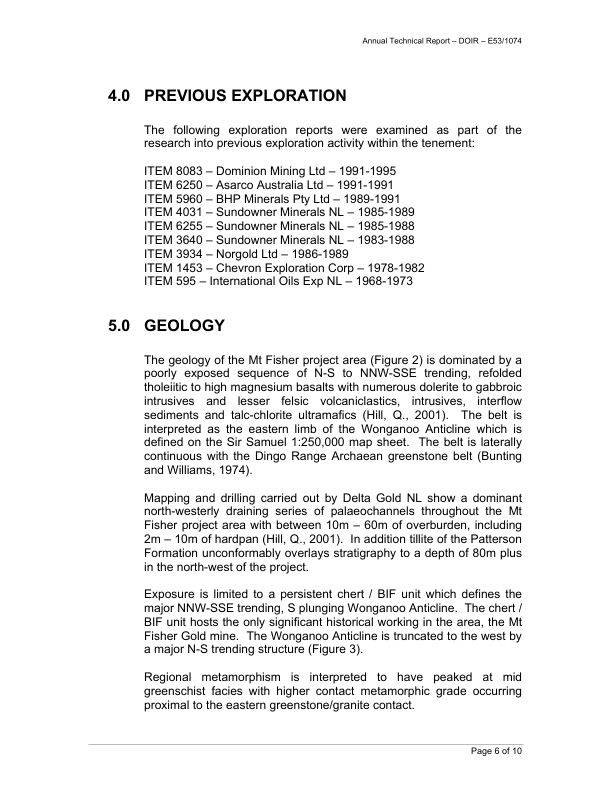 Annual Technical Report – DOIR – E53/1074
4.0 PREVIOUS EXPLORATION
The following exploration reports were examined as part of the
research into previous exploration activity within the tenement:
ITEM 8083 – Dominion Mining Ltd – 1991-1995
ITEM 6250 – Asarco Australia Ltd – 1991-1991
ITEM 5960 – BHP Minerals Pty Ltd – 1989-1991
ITEM 4031 – Sundowner Minerals NL – 1985-1989
ITEM 6255 – Sundowner Minerals NL – 1985-1988
ITEM 3640 – Sundowner Minerals NL – 1983-1988
ITEM 3934 – Norgold Ltd – 1986-1989
ITEM 1453 – Chevron Exploration Corp – 1978-1982
ITEM 595 – International Oils Exp NL – 1968-1973
5.0 GEOLOGY
The geology of the Mt Fisher project area (Figure 2) is dominated by a
poorly exposed sequence of N-S to NNW-SSE trending, refolded
tholeiitic to high magnesium basalts with numerous dolerite to gabbroic
intrusives and lesser felsic volcaniclastics, intrusives, interflow
sediments and talc-chlorite ultramafics (Hill, Q., 2001). The belt is
interpreted as the eastern limb of the Wonganoo Anticline which is
defined on the Sir Samuel 1:250,000 map sheet. The belt is laterally
continuous with the Dingo Range Archaean greenstone belt (Bunting
and Williams, 1974).
Mapping and drilling carried out by Delta Gold NL show a dominant
north-westerly draining series of palaeochannels throughout the Mt
Fisher project area with between 10m – 60m of overburden, including
2m – 10m of hardpan (Hill, Q., 2001). In addition tillite of the Patterson
Formation unconformably overlays stratigraphy to a depth of 80m plus
in the north-west of the project.
Exposure is limited to a persistent chert / BIF unit which defines the
major NNW-SSE trending, S plunging Wonganoo Anticline. The chert /
BIF unit hosts the only significant historical working in the area, the Mt
Fisher Gold mine. The Wonganoo Anticline is truncated to the west by
a major N-S trending structure (Figure 3).
Regional metamorphism is interpreted to have peaked at mid
greenschist facies with higher contact metamorphic grade occurring
proximal to the eastern greenstone/granite contact.
Page 6 of 10